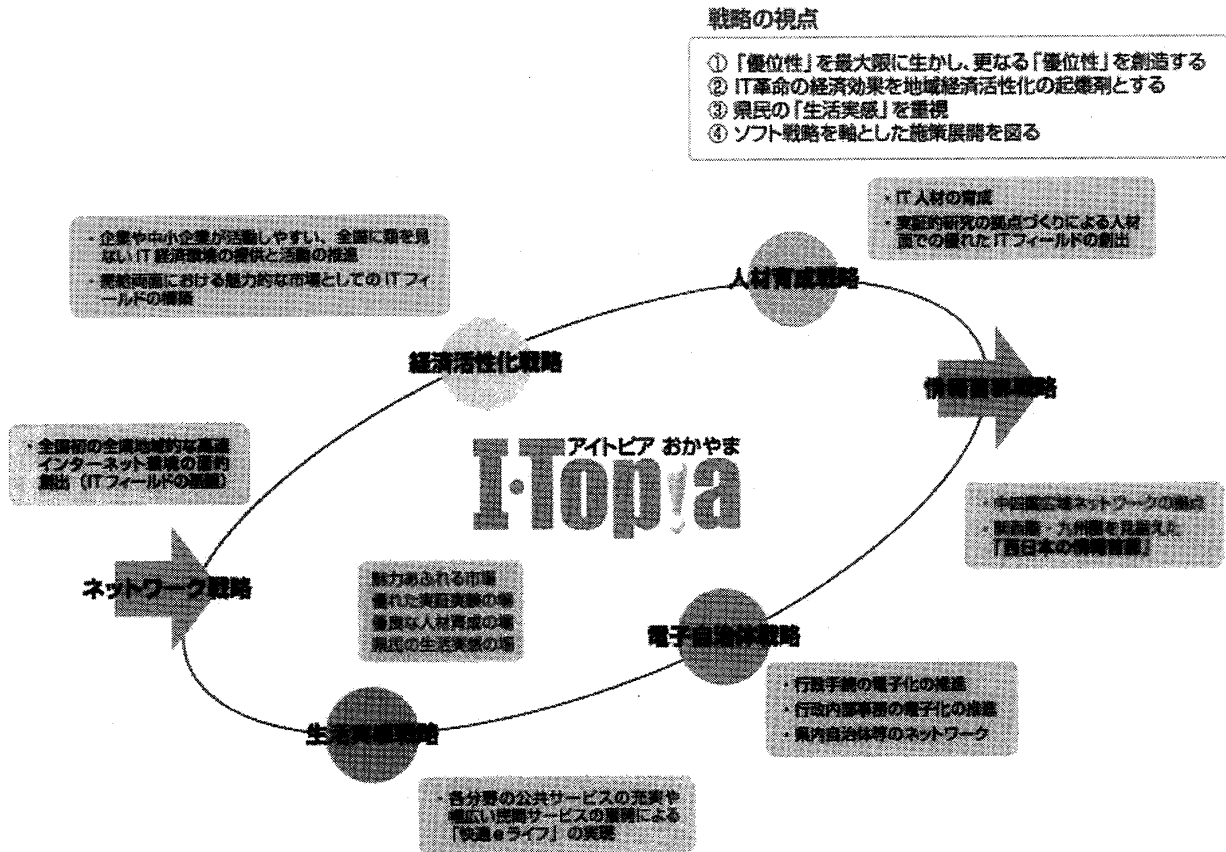 戦略の視点
①「優位性」を最大限に生かし、更なる「優位性」を創造する
② IT革命の経済効果を地域経済活性化の起爆剤とする
③ 県民の「生活実感」を重視
④ ソフト戦略を軸とした施策展開を図る
・IT人材の育成
・実証的研究の拠点づくりによる人材
面での優れたITフィールドの創出
人材育成戦略
・企業や中小企業が活動しやすい、全国に類を見
ないIT経済環境の提供と活動の推進
・需給両面における魅力的な市場としてのITフィ
ールドの構築
経済活性化戦略
情報首都戦略
・全国初の全県地域的な高速
インターネット環境の面的
創出（ITフィールドの基盤）
アイトピア おかやま
I・Top!a
・中四国広域ネットワークの拠点
・関西圏・九州圏を見据えた
「西日本の情報首都」
ネットワーク戦略
魅力あふれる市場
優れた実証実験の場
優良な人材育成の場
県民の生活実感の場
電子自治体戦略
・行政手続の電子化の推進
・行政内部事務の電子化の推進
・県内自治体等のネットワーク
生活実感戦略
・各分野の公共サービスの充実や
幅広い民間サービスの展開による
「快適eライフ」の実現